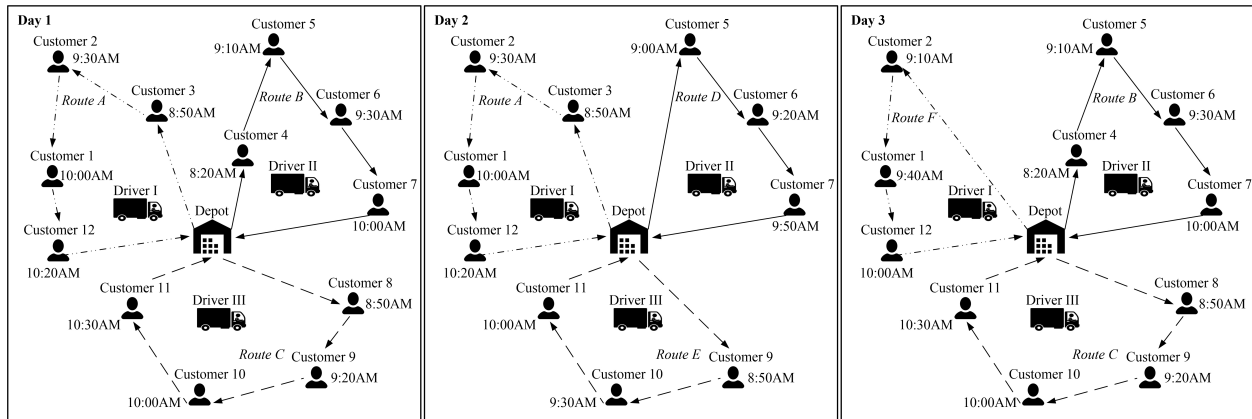 Day 1
Customer 5
9:10AM
Customer 2
9:30AM
Route A
Customer 3
8:50AM
Route B
Customer 6
9:30AM
Customer 4
8:20AM
Customer 1
10:00AM
Driver I
Driver II
Customer 7
10:00AM
Depot
Customer 12
10:20AM
Customer 11
10:30AM
Driver III
Customer 8
8:50AM
Route C
Customer 9
9:20AM
Customer 10
10:00AM
Day 2
Customer 5
9:00AM
Customer 2
9:30AM
Route A
Customer 3
8:50AM
Route D
Customer 6
9:20AM
Customer 1
10:00AM
Driver I
Driver II
Customer 7
9:50AM
Depot
Customer 12
10:20AM
Customer 11
10:00AM
Driver III
Route E
Customer 9
8:50AM
Customer 10
9:30AM
Day 3
Customer 5
9:10AM
Customer 2
9:10AM
Route F
Route B
Customer 6
9:30AM
Customer 4
8:20AM
Customer 1
9:40AM
Driver I
Driver II
Customer 7
10:00AM
Depot
Customer 12
10:00AM
Customer 11
10:30AM
Driver III
Customer 8
8:50AM
Route C
Customer 9
9:20AM
Customer 10
10:00AM